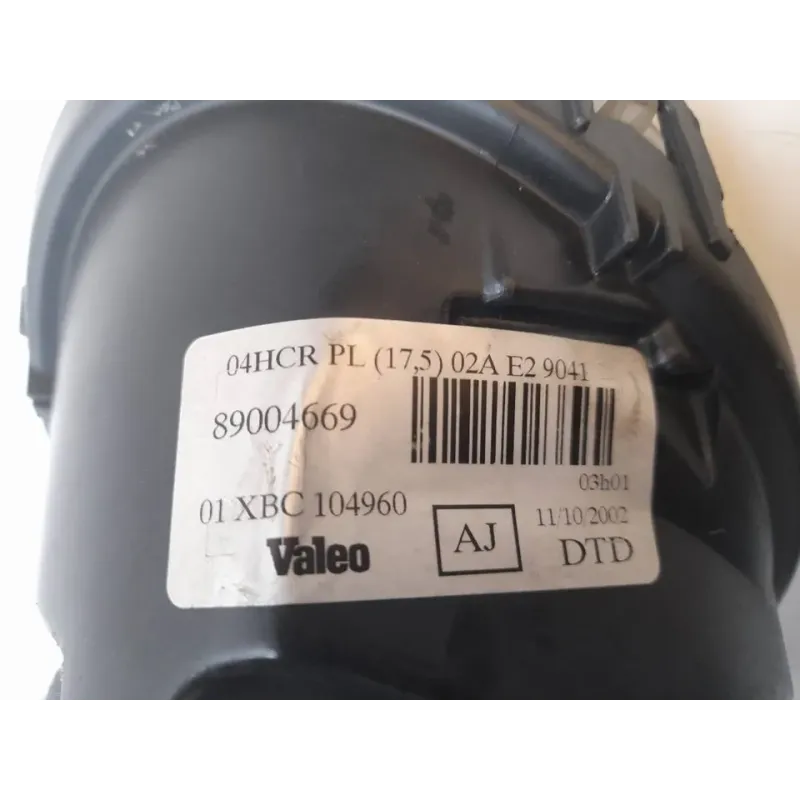 04HCR PL (17,5) 02A E2 9041
89004669
03h01
01 XBC 104960
AJ
11/10/2002
Valeo
DTD